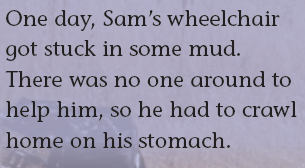 One day, Sam’s wheelchair
got stuck in some mud.
There was no one around to
help him, so he had to crawl
home on his stomach.